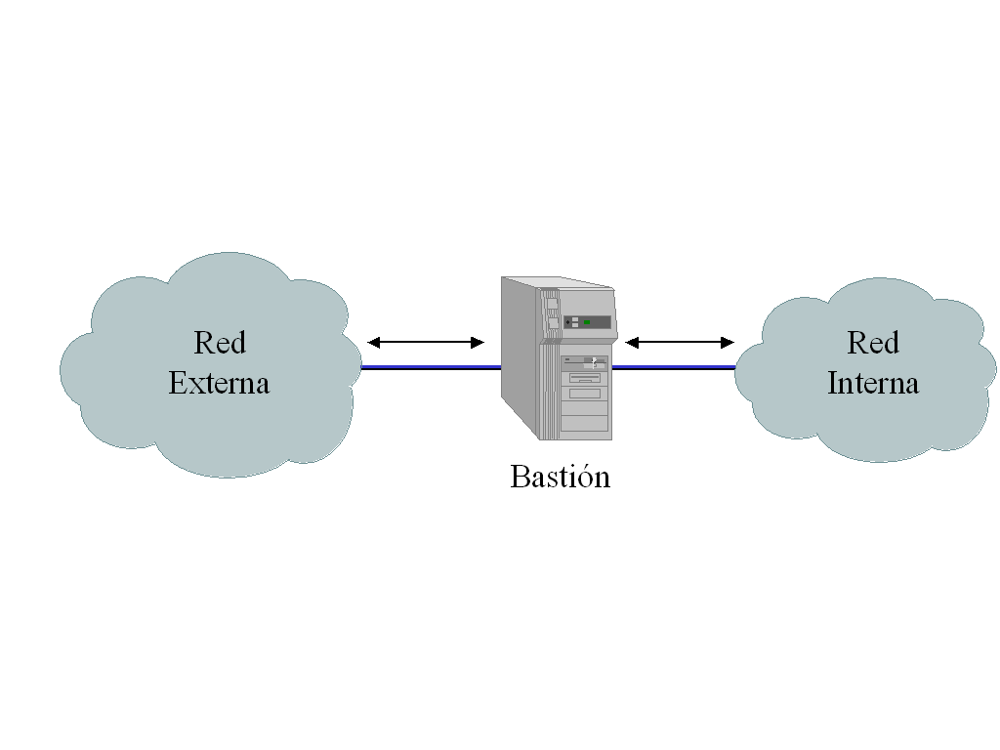 Red
Externa
Bastión
Red
Interna